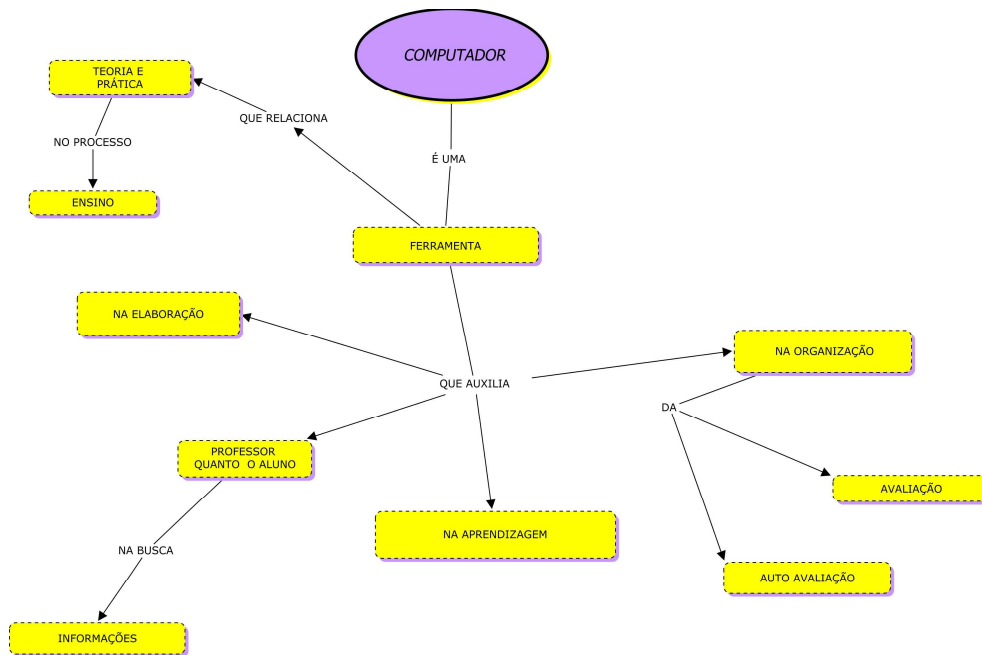 COMPUTADOR
TEORIA E
PRÁTICA
QUE RELACIONA
NO PROCESSO
É UMA
ENSINO
FERRAMENTA
NA ELABORAÇÃO
NA ORGANIZAÇÃO
QUE AUXILIA
DA
PROFESSOR
QUANTO O ALUNO
AVALIAÇÃO
NA APRENDIZAGEM
NA BUSCA
AUTO AVALIAÇÃO
INFORMAÇÕES